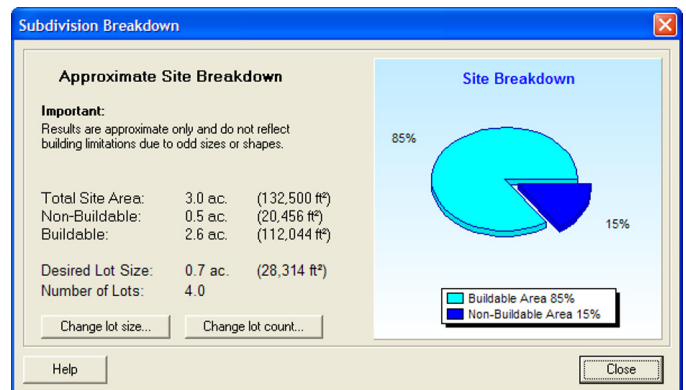 Subdivision Breakdown
Approximate Site Breakdown
Important:
Results are approximate only and do not reflect
building limitations due to odd sizes or shapes.
Total Site Area: 3.0 ac. (132,500 ft²)
Non-Buildable: 0.5 ac. (20,456 ft²)
Buildable: 2.6 ac. (112,044 ft²)
Desired Lot Size: 0.7 ac. (28,314 ft²)
Number of Lots: 4.0
Change lot size...
Change lot count...
Site Breakdown
85%
15%
Buildable Area 85%
Non-Buildable Area 15%
Help
Close